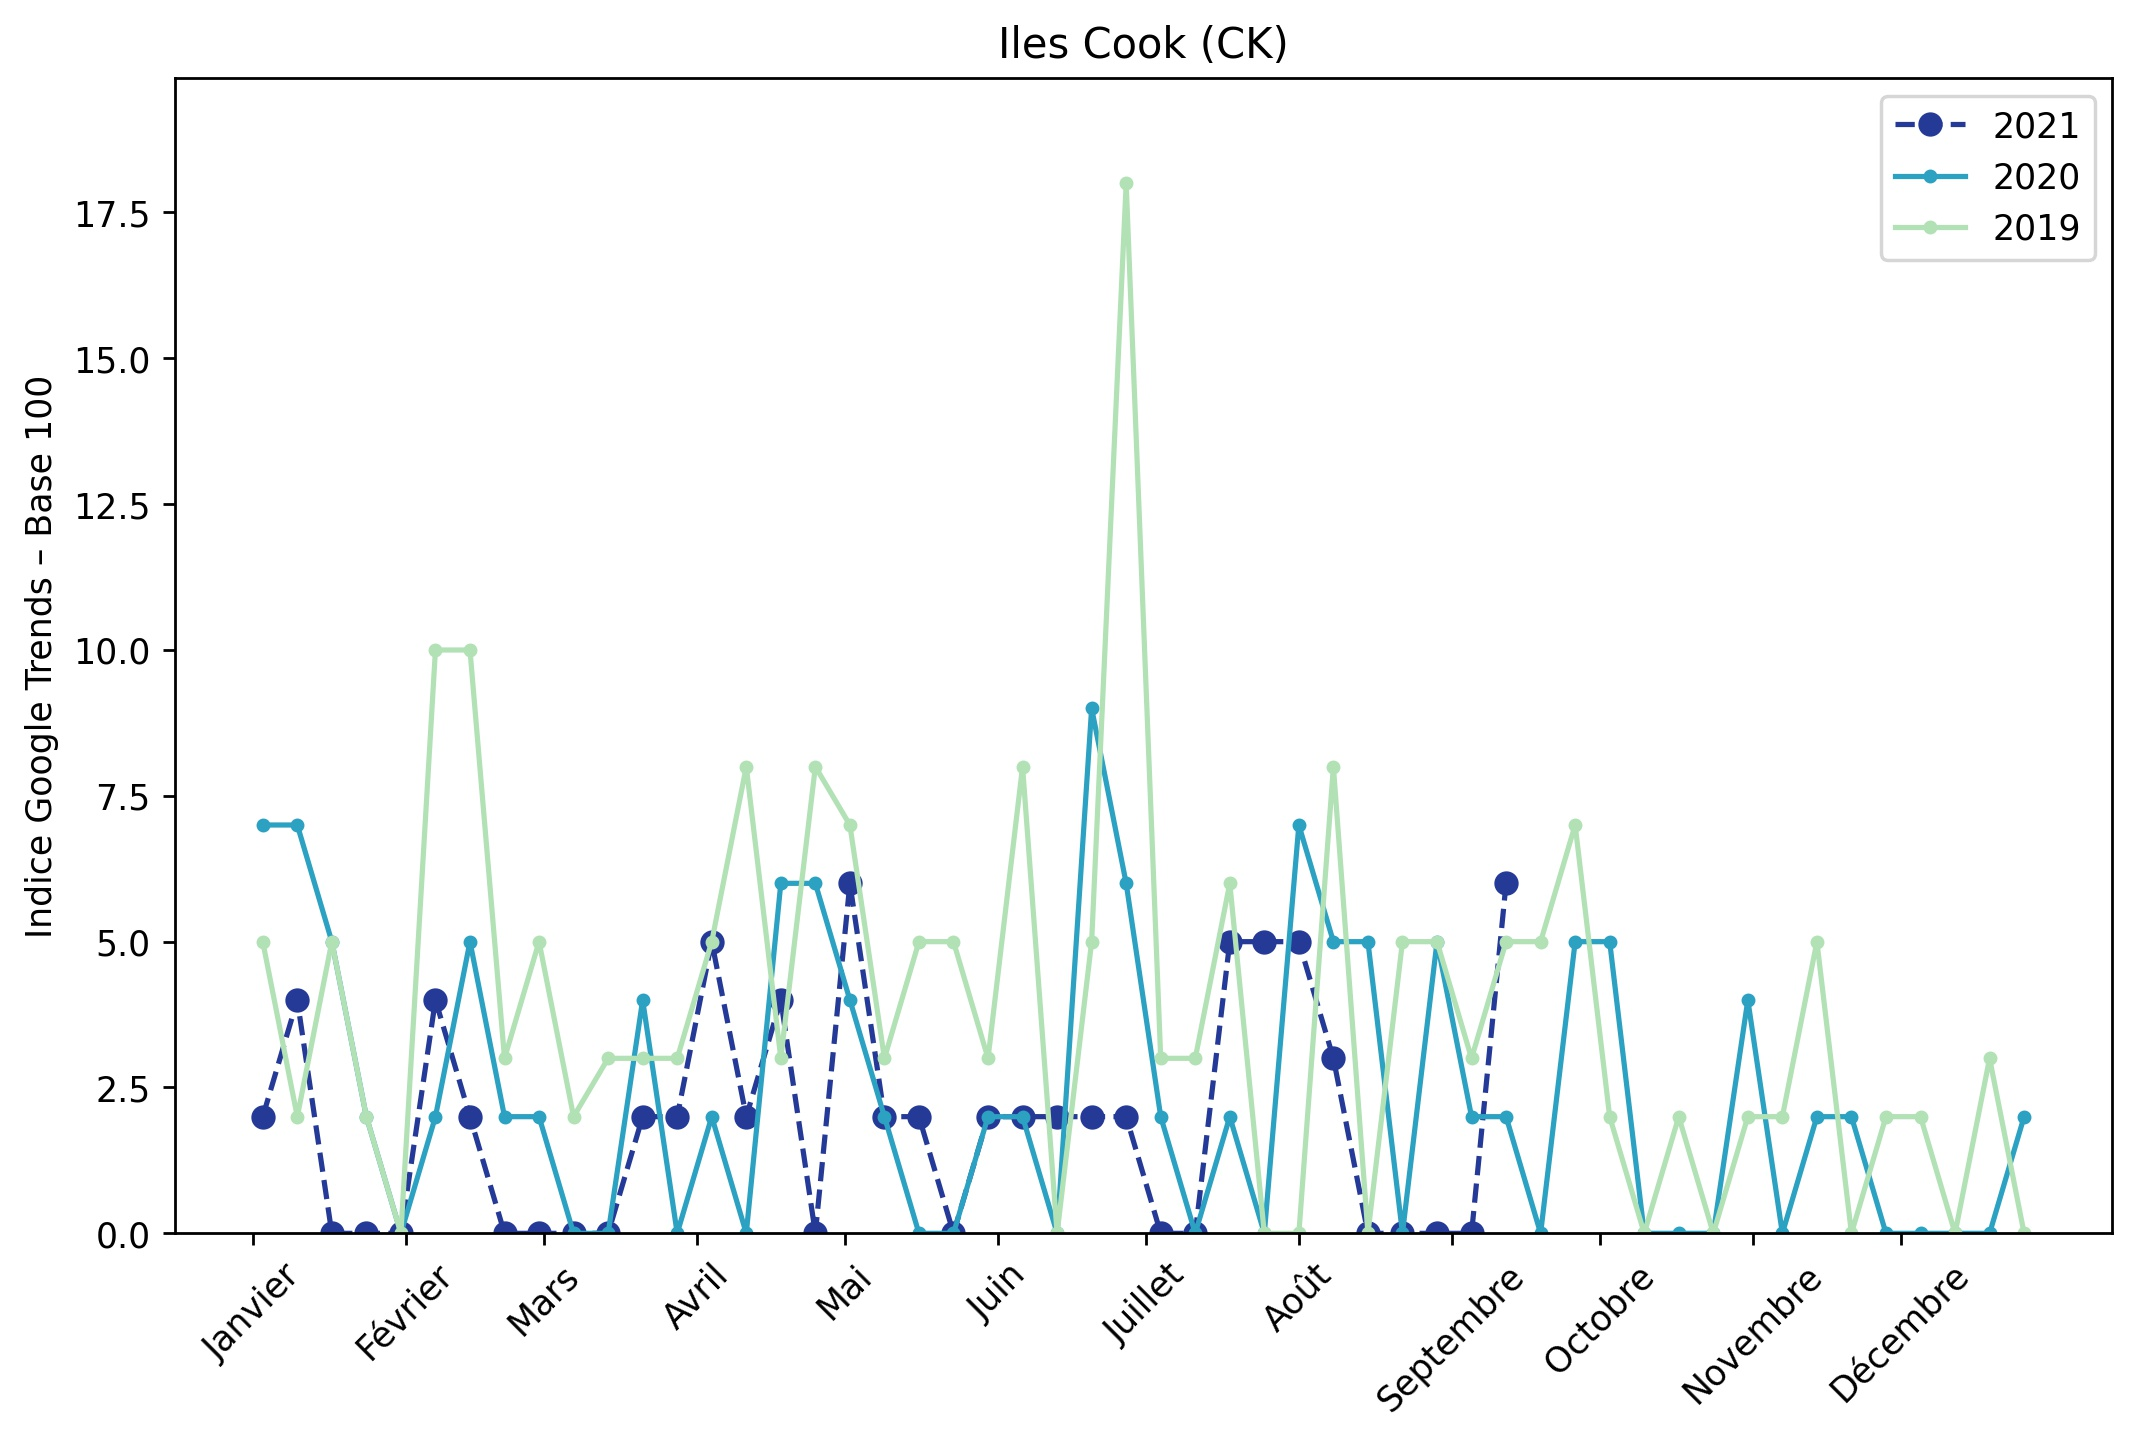 Iles Cook (CK)
2021
2020
2019
Indice Google Trends – Base 100
17.5
15.0
12.5
10.0
7.5
5.0
2.5
0.0
Janvier
Février
Mars
Avril
Mai
Juin
Juillet
Août
Septembre
Octobre
Novembre
Décembre